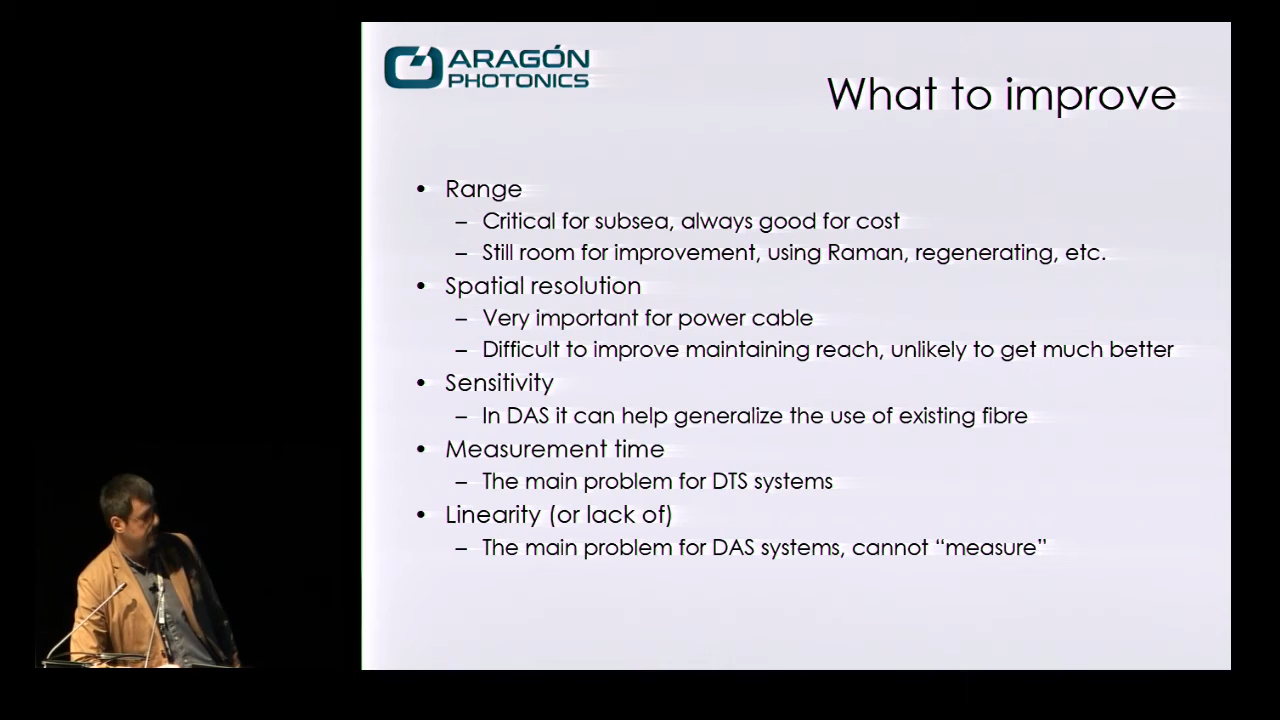 ARAGÓN
PHOTONICS
What to improve
• Range
– Critical for subsea, always good for cost
– Still room for improvement, using Raman, regenerating, etc.
• Spatial resolution
– Very important for power cable
– Difficult to improve maintaining reach, unlikely to get much better
• Sensitivity
– In DAS it can help generalize the use of existing fibre
• Measurement time
– The main problem for DTS systems
• Linearity (or lack of)
– The main problem for DAS systems, cannot “measure”